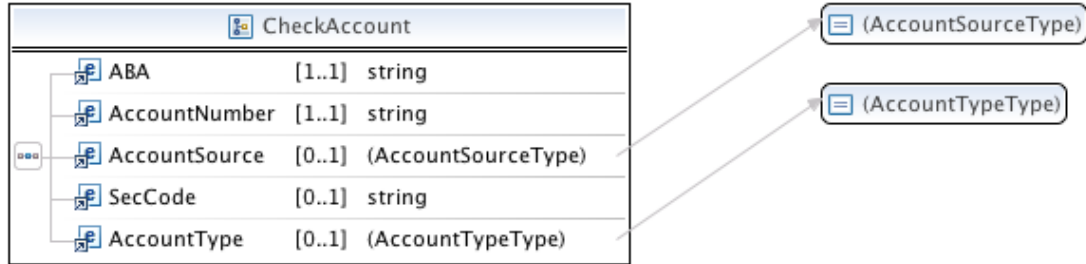 CheckAccount
ABA [1..1] string
AccountNumber [1..1] string
AccountSource [0..1] (AccountSourceType)
SecCode [0..1] string
AccountType [0..1] (AccountTypeType)
(AccountSourceType)
(AccountTypeType)